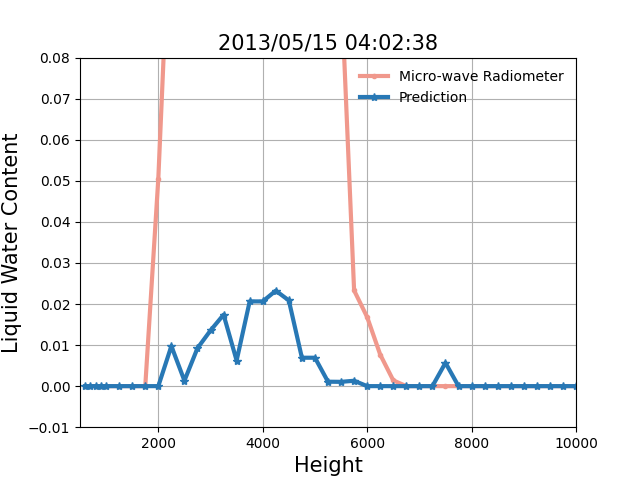 2013/05/15 04:02:38
Micro-wave Radiometer
Prediction
Liquid Water Content
0.08
0.07
0.06
0.05
0.04
0.03
0.02
0.01
0.00
−0.01
2000 4000 6000 8000 10000
Height